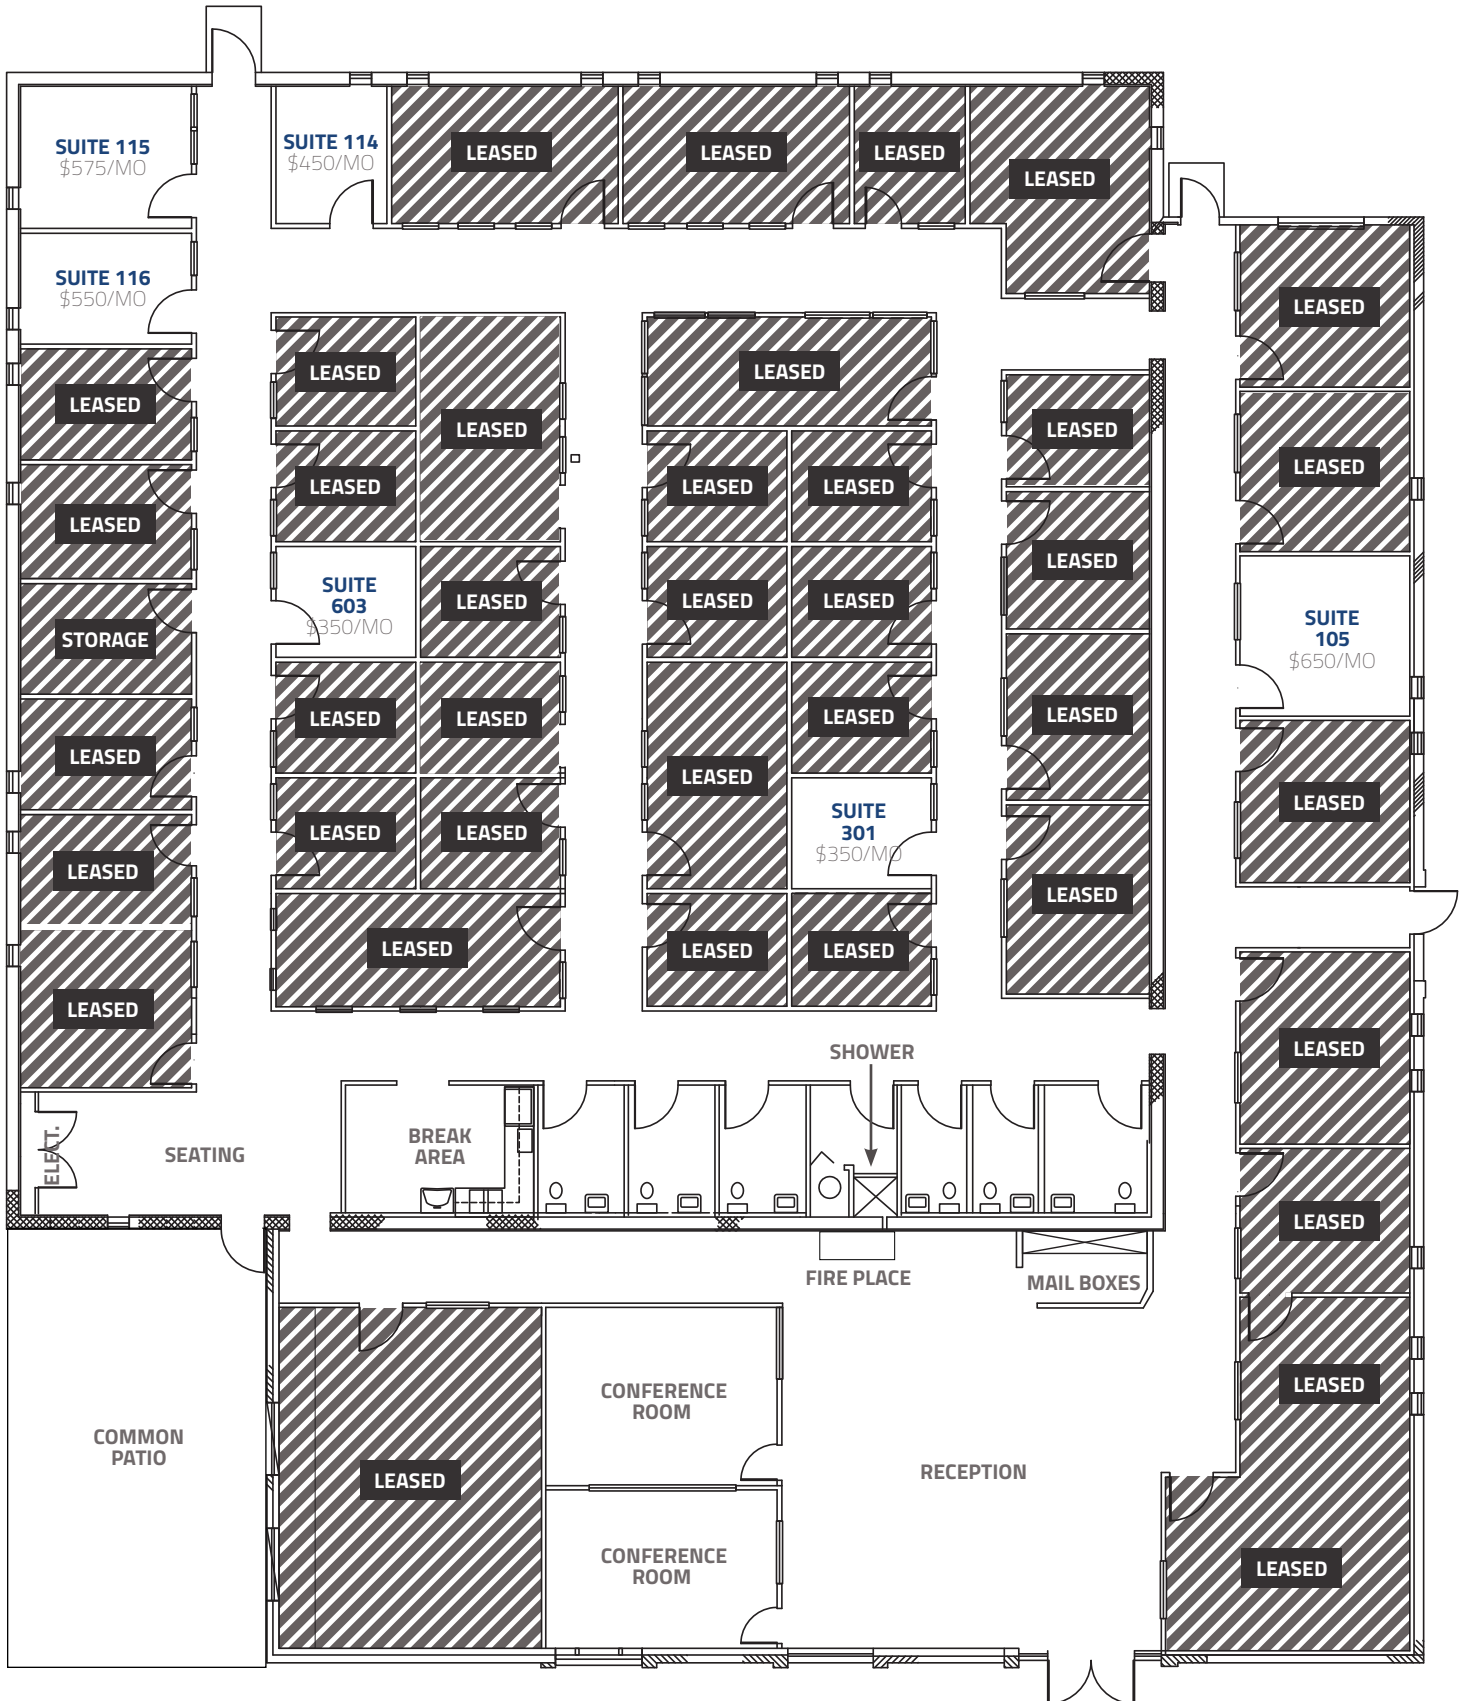 SUITE 115
$575/MO
SUITE 114
$450/MO
LEASED
LEASED
LEASED
LEASED
SUITE 116
$550/MO
LEASED
LEASED
STORAGE
LEASED
LEASED
LEASED
LEASED
LEASED
LEASED
SUITE
603
$350/MO
LEASED
LEASED
LEASED
LEASED
LEASED
LEASED
LEASED
LEASED
LEASED
LEASED
LEASED
LEASED
LEASED
LEASED
SUITE
301
$350/MO
LEASED
LEASED
LEASED
LEASED
LEASED
LEASED
LEASED
LEASED
SUITE
105
$650/MO
LEASED
LEASED
LEASED
LEASED
LEASED
SHOWER
ELECT.
SEATING
BREAK
AREA
FIRE PLACE
MAIL BOXES
COMMON
PATIO
LEASED
CONFERENCE
ROOM
CONFERENCE
ROOM
RECEPTION